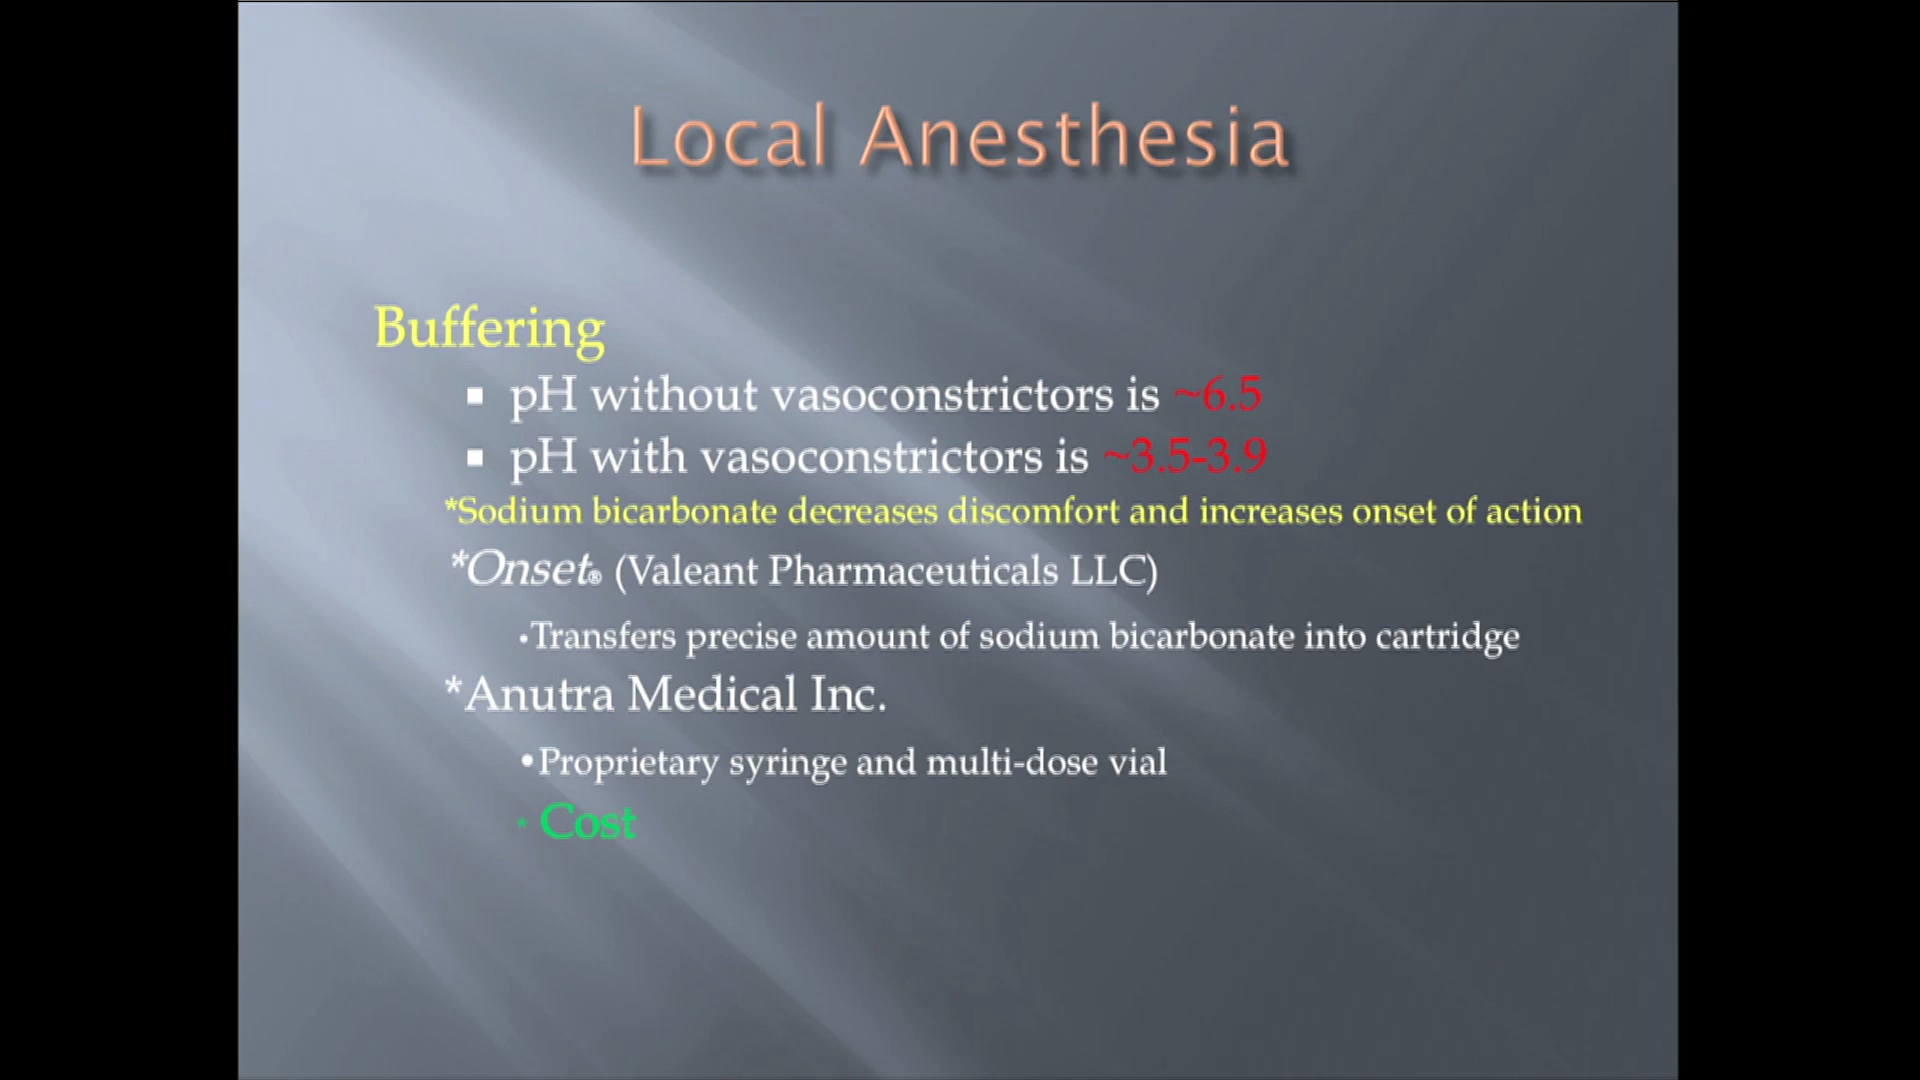 Local Anesthesia
Buffering
▪ pH without vasoconstrictors is ~6.5
▪ pH with vasoconstrictors is ~3.5-3.9
*Sodium bicarbonate decreases discomfort and increases onset of action
*Onset® (Valeant Pharmaceuticals LLC)
•Transfers precise amount of sodium bicarbonate into cartridge
*Anutra Medical Inc.
•Proprietary syringe and multi-dose vial
* Cost